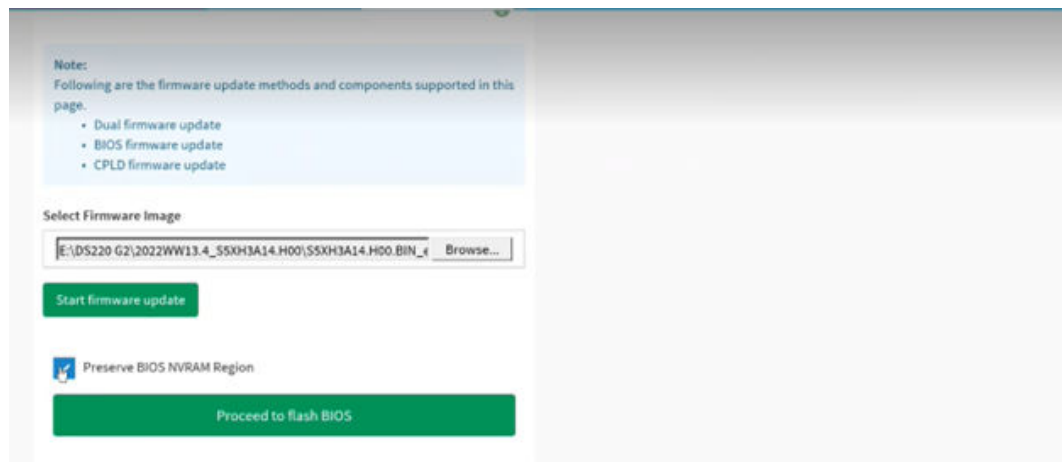 Note:
Following are the firmware update methods and components supported in this
page.
• Dual firmware update
• BIOS firmware update
• CPLD firmware update
Select Firmware Image
E:\DS220 G2\2022WW13.4_S5XH3A14.H00\S5XH3A14.H00.BIN_e Browse...
Start firmware update
Preserve BIOS NVRAM Region
Proceed to flash BIOS